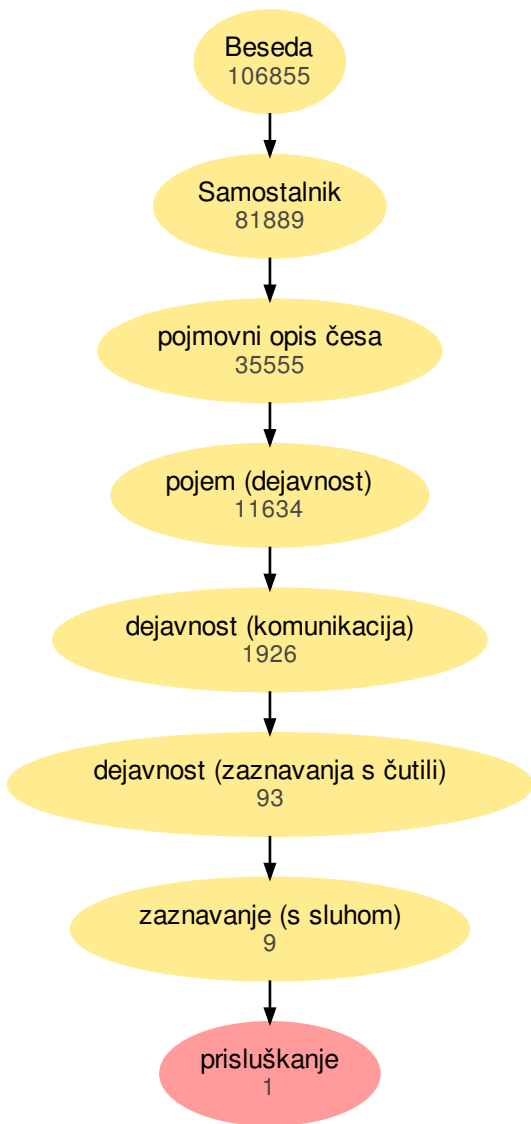 Beseda
106855
Samostalnik
81889
pojmovni opis česa
35555
pojem (dejavnost)
11634
dejavnost (komunikacija)
1926
dejavnost (zaznavanja s čutili)
93
zaznavanje (s sluhom)
9
prisluškanje
1